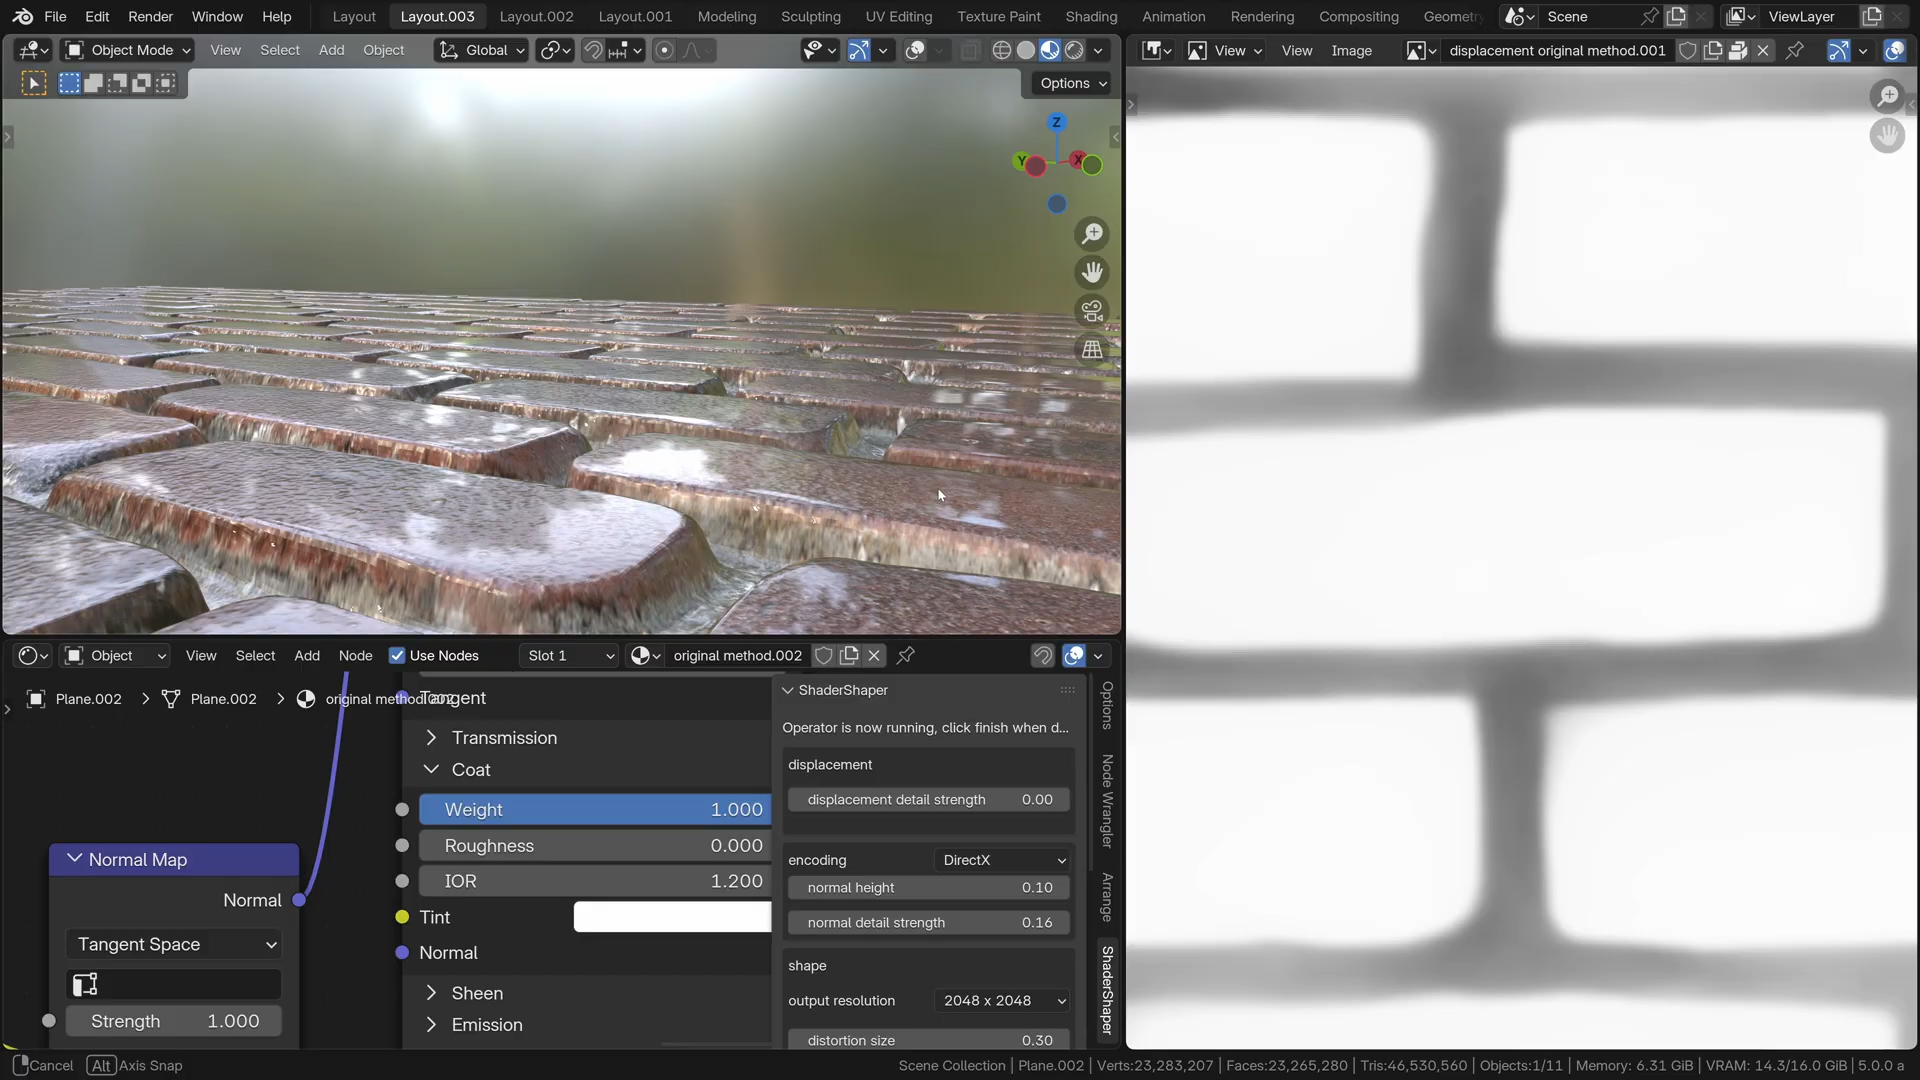 File Edit Render Window Help Layout Layout.003 Layout.002 Layout.001 Modeling Sculpting UV Editing Texture Paint Shading Animation Rendering Compositing Geometr Scene ViewLayer
Object Mode View Select Add Object Global
View View Image displacement original method.001
Options
Z
Y X
Object View Select Add Node Use Nodes Slot 1 original method.002
Plane.002 > Plane.002 > original method.002
Tangent
Transmission
Coat
Weight 1.000
Roughness 0.000
IOR 1.200
Tint
Normal
Sheen
Emission
Normal Map
Normal
Tangent Space
Strength 1.000
ShaderShaper
Operator is now running, click finish when d...
displacement
displacement detail strength 0.00
encoding DirectX
normal height 0.10
normal detail strength 0.16
shape
output resolution 2048 x 2048
distortion size 0.30
Options
Node Wrangler
Arrange
ShaderShaper
Cancel Alt Axis Snap
Scene Collection | Plane.002 | Verts:23,283,207 | Faces:23,265,280 | Tris:46,530,560 | Objects:1/11 | Memory: 6.31 GiB | VRAM: 14.3/16.0 GiB | 5.0.0 a